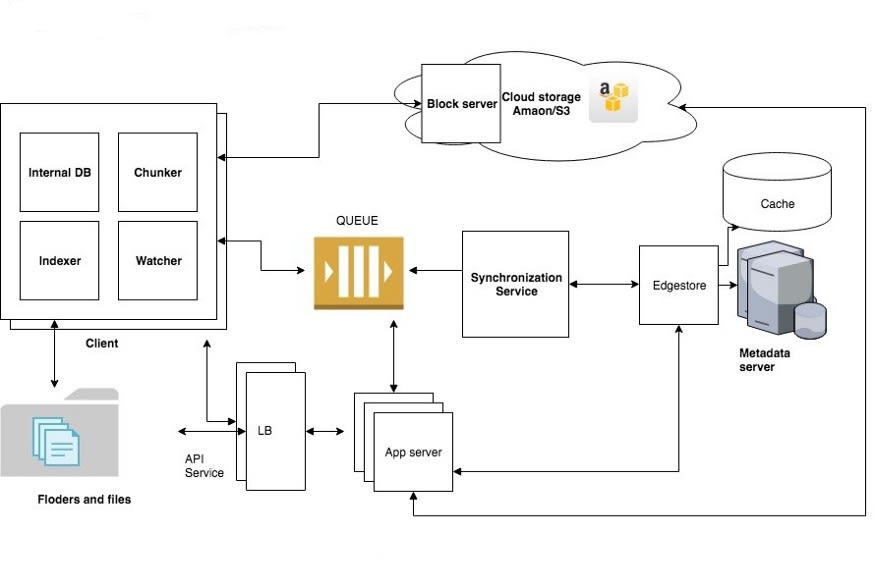 Block server
Cloud storage
Amaon/S3
a
Internal DB
Chunker
Indexer
Watcher
Client
QUEUE
Synchronization
Service
Edgestore
Cache
Metadata
server
LB
API
Service
App server
Floders and files